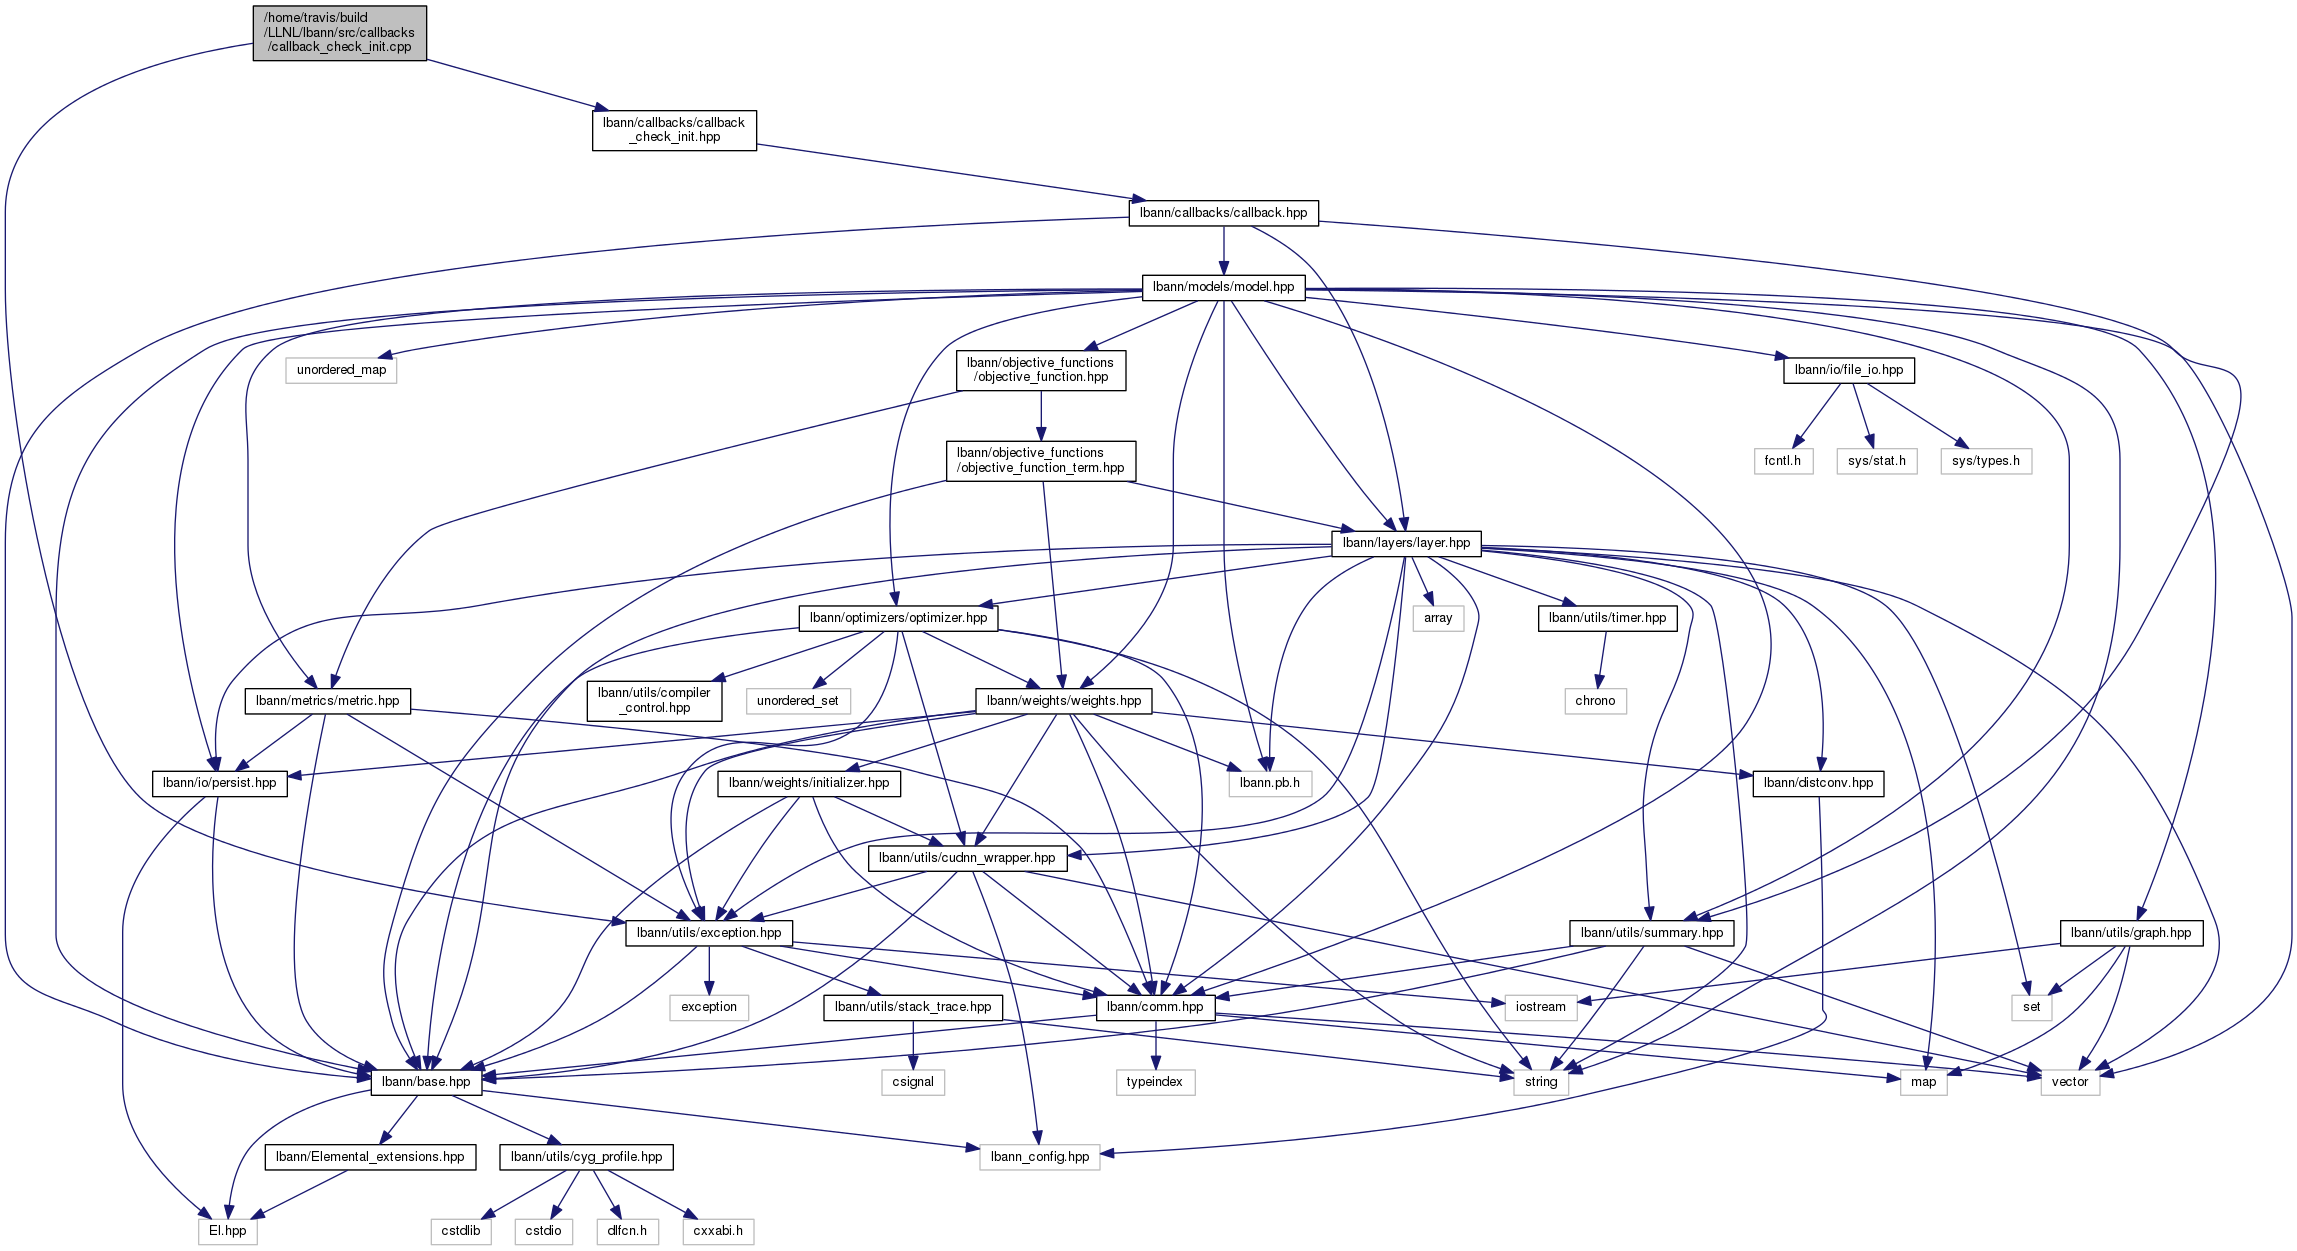 /home/travis/build
/LLNL/lbann/src/callbacks
/callback_check_init.cpp
lbann/callbacks/callback
_check_init.hpp
lbann/callbacks/callback.hpp
lbann/models/model.hpp
unordered_map
lbann/objective_functions
/objective_function.hpp
lbann/io/file_io.hpp
lbann/objective_functions
/objective_function_term.hpp
fcntl.h
sys/stat.h
sys/types.h
lbann/layers/layer.hpp
lbann/optimizers/optimizer.hpp
array
lbann/utils/timer.hpp
lbann/metrics/metric.hpp
lbann/utils/compiler
_control.hpp
unordered_set
lbann/weights/weights.hpp
chrono
lbann/io/persist.hpp
lbann/weights/initializer.hpp
lbann.pb.h
lbann/distconv.hpp
lbann/utils/cudnn_wrapper.hpp
lbann/utils/exception.hpp
lbann/utils/summary.hpp
lbann/utils/graph.hpp
exception
lbann/utils/stack_trace.hpp
lbann/comm.hpp
iostream
set
lbann/base.hpp
csignal
typeindex
string
map
vector
lbann/Elemental_extensions.hpp
lbann/utils/cyg_profile.hpp
lbann_config.hpp
El.hpp
cstdlib
cstdio
dlfcn.h
cxxabi.h